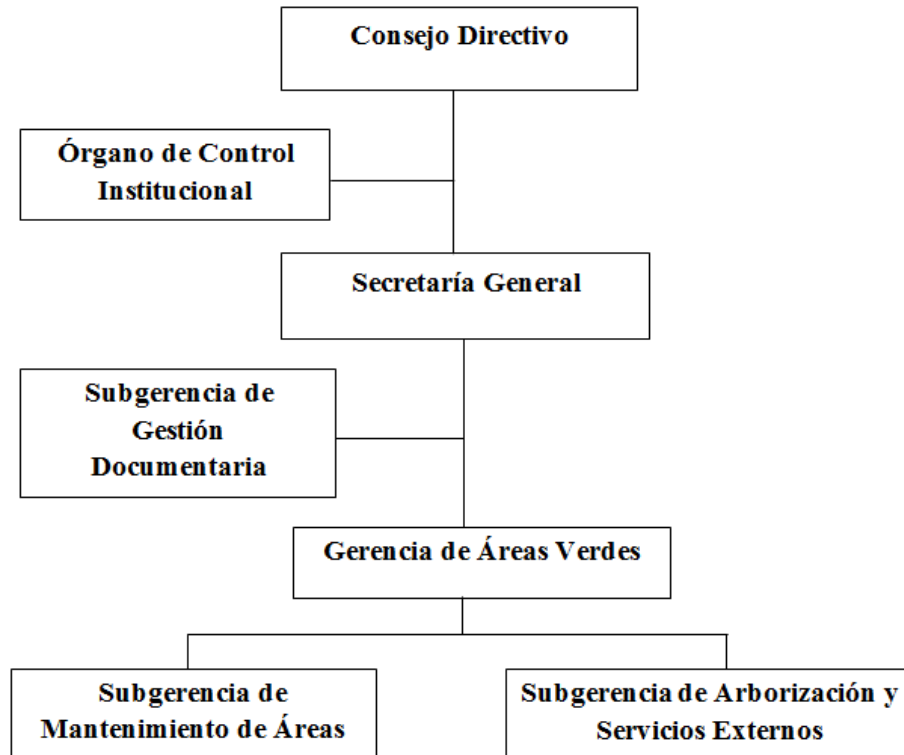 Consejo Directivo
Órgano de Control
Institucional
Secretaría General
Subgerencia de
Gestión
Documentaria
Gerencia de Áreas Verdes
Subgerencia de
Mantenimiento de Áreas
Subgerencia de Arborización y
Servicios Externos